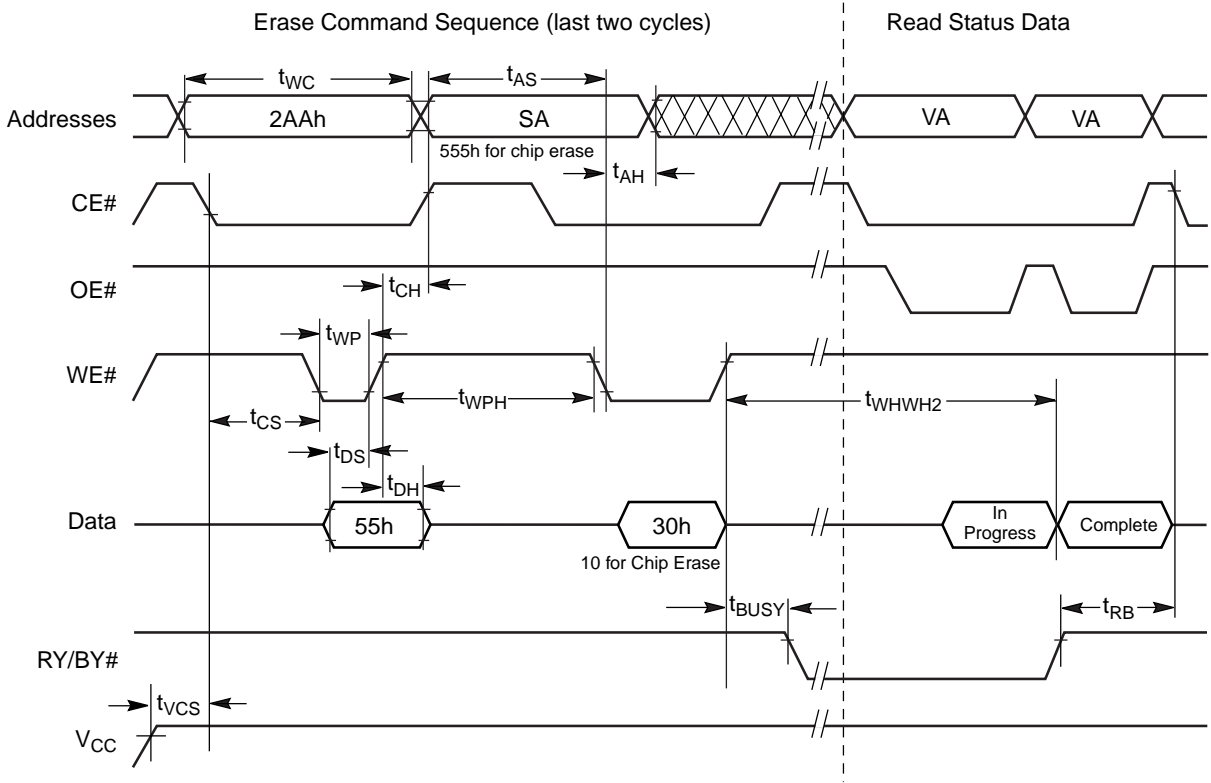 Erase Command Sequence (last two cycles)
Read Status Data
tWC
tAS
Addresses
2AAh
SA
VA
VA
555h for chip erase
tAH
CE#
OE#
tCH
tWP
WE#
tWPH
tWHWH2
tCS
tDS
tDH
Data
55h
30h
In
Progress
Complete
10 for Chip Erase
tBUSY
tRB
RY/BY#
tVCS
VCC